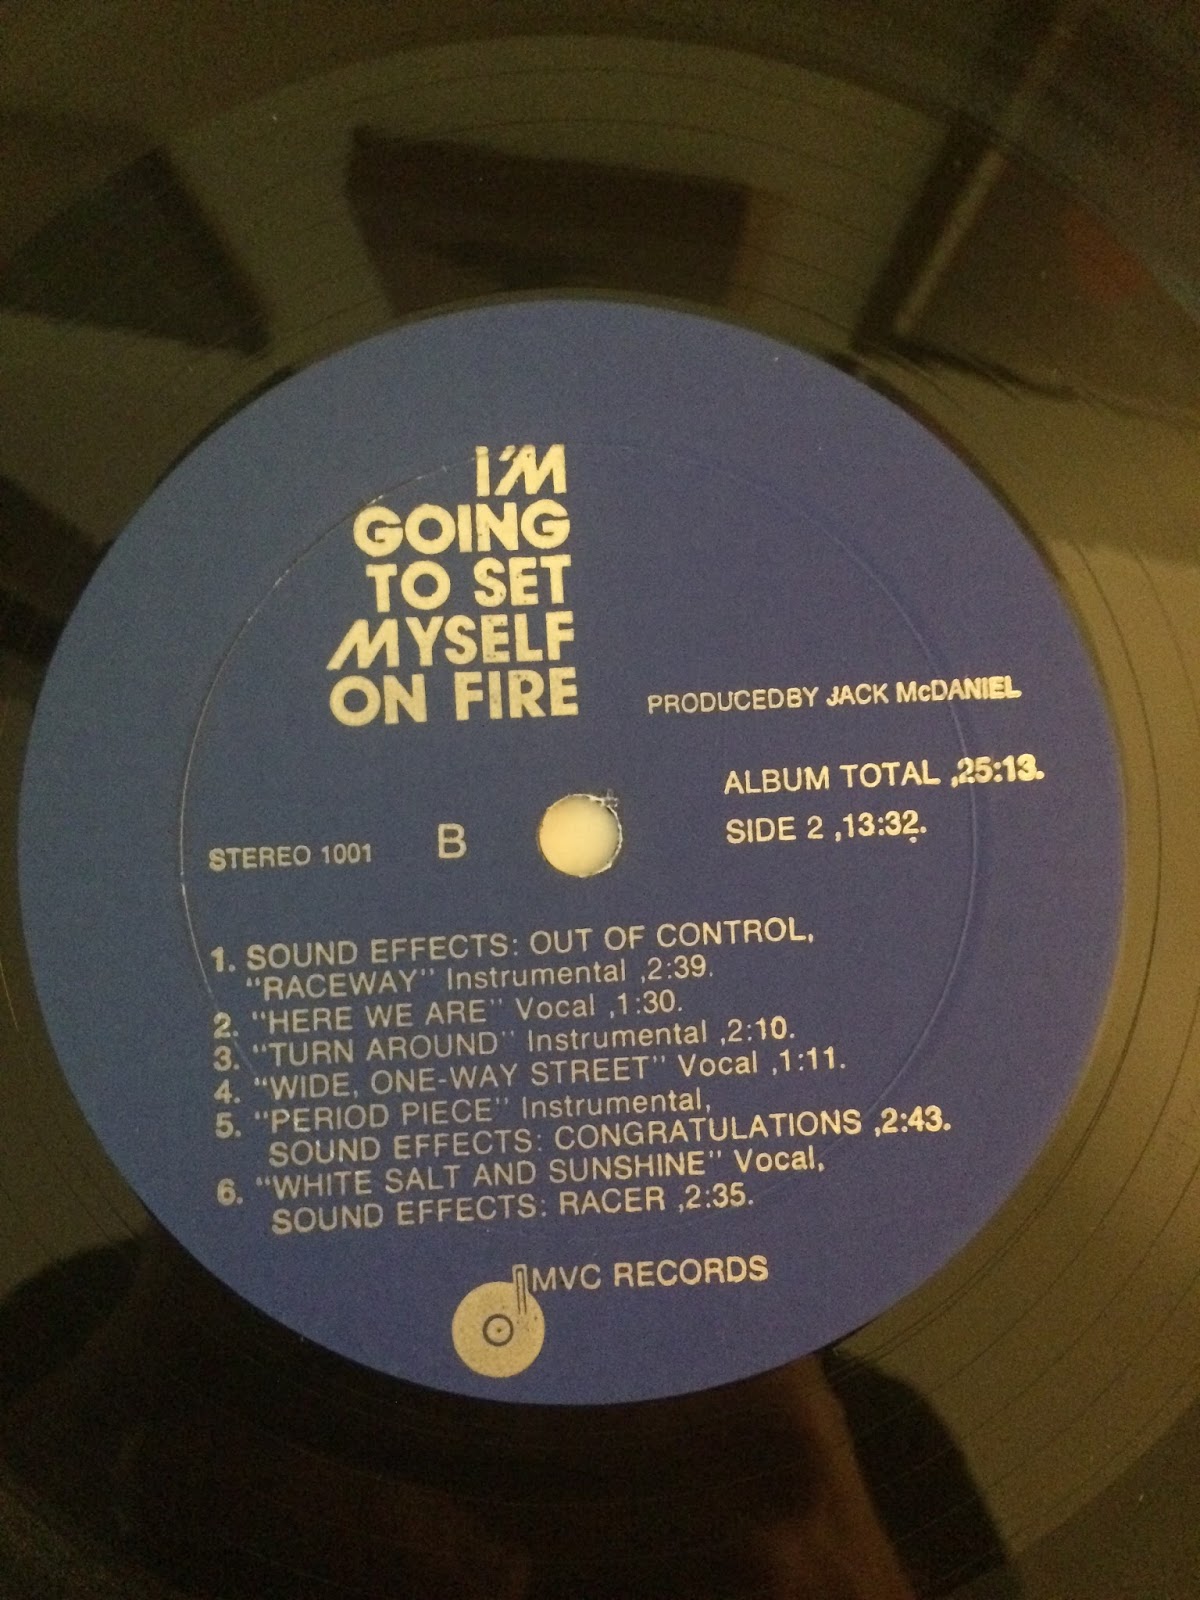 I'M
GOING
TO SET
MYSELF
ON FIRE
PRODUCEDBY JACK McDANIEL
ALBUM TOTAL ,25:13.
SIDE 2 ,13:32.
STEREO 1001
B
1. SOUND EFFECTS: OUT OF CONTROL,
"RACEWAY" Instrumental ,2:39.
2. "HERE WE ARE" Vocal ,1:30.
3. "TURN AROUND" Instrumental ,2:10.
4. "WIDE, ONE-WAY STREET" Vocal ,1:11.
5. "PERIOD PIECE" Instrumental,
SOUND EFFECTS: CONGRATULATIONS ,2:43.
6. "WHITE SALT AND SUNSHINE" Vocal,
SOUND EFFECTS: RACER ,2:35.
MVC RECORDS